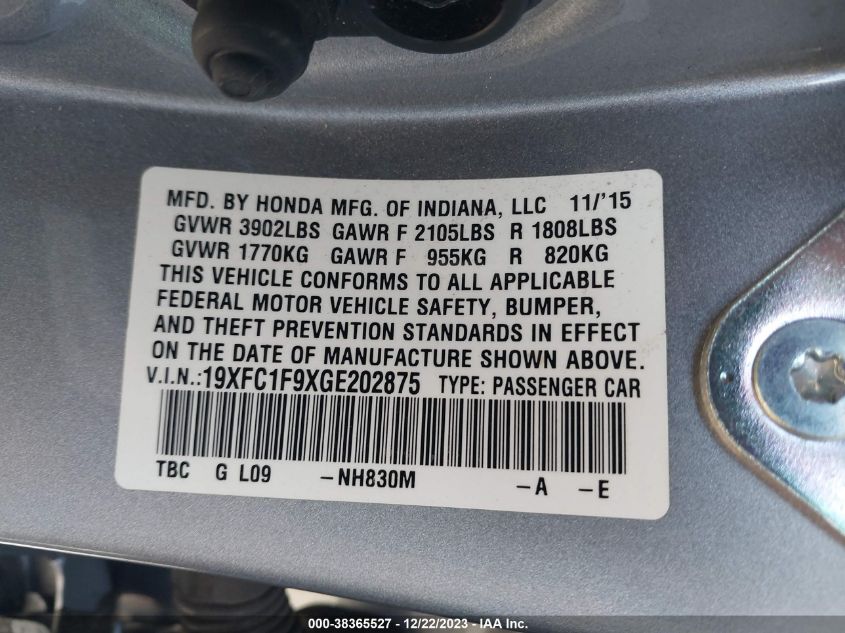 MFD. BY HONDA MFG. OF INDIANA, LLC 11/'15
GVWR 3902LBS GAWR F 2105LBS R 1808LBS
GVWR 1770KG GAWR F 955KG R 820KG
THIS VEHICLE CONFORMS TO ALL APPLICABLE
FEDERAL MOTOR VEHICLE SAFETY, BUMPER,
AND THEFT PREVENTION STANDARDS IN EFFECT
ON THE DATE OF MANUFACTURE SHOWN ABOVE.
V.I.N.:19XFC1F9XGE202875 TYPE: PASSENGER CAR
TBC G L09 -NH830M -A -E
000-38365527 - 12/22/2023 - IAA Inc.